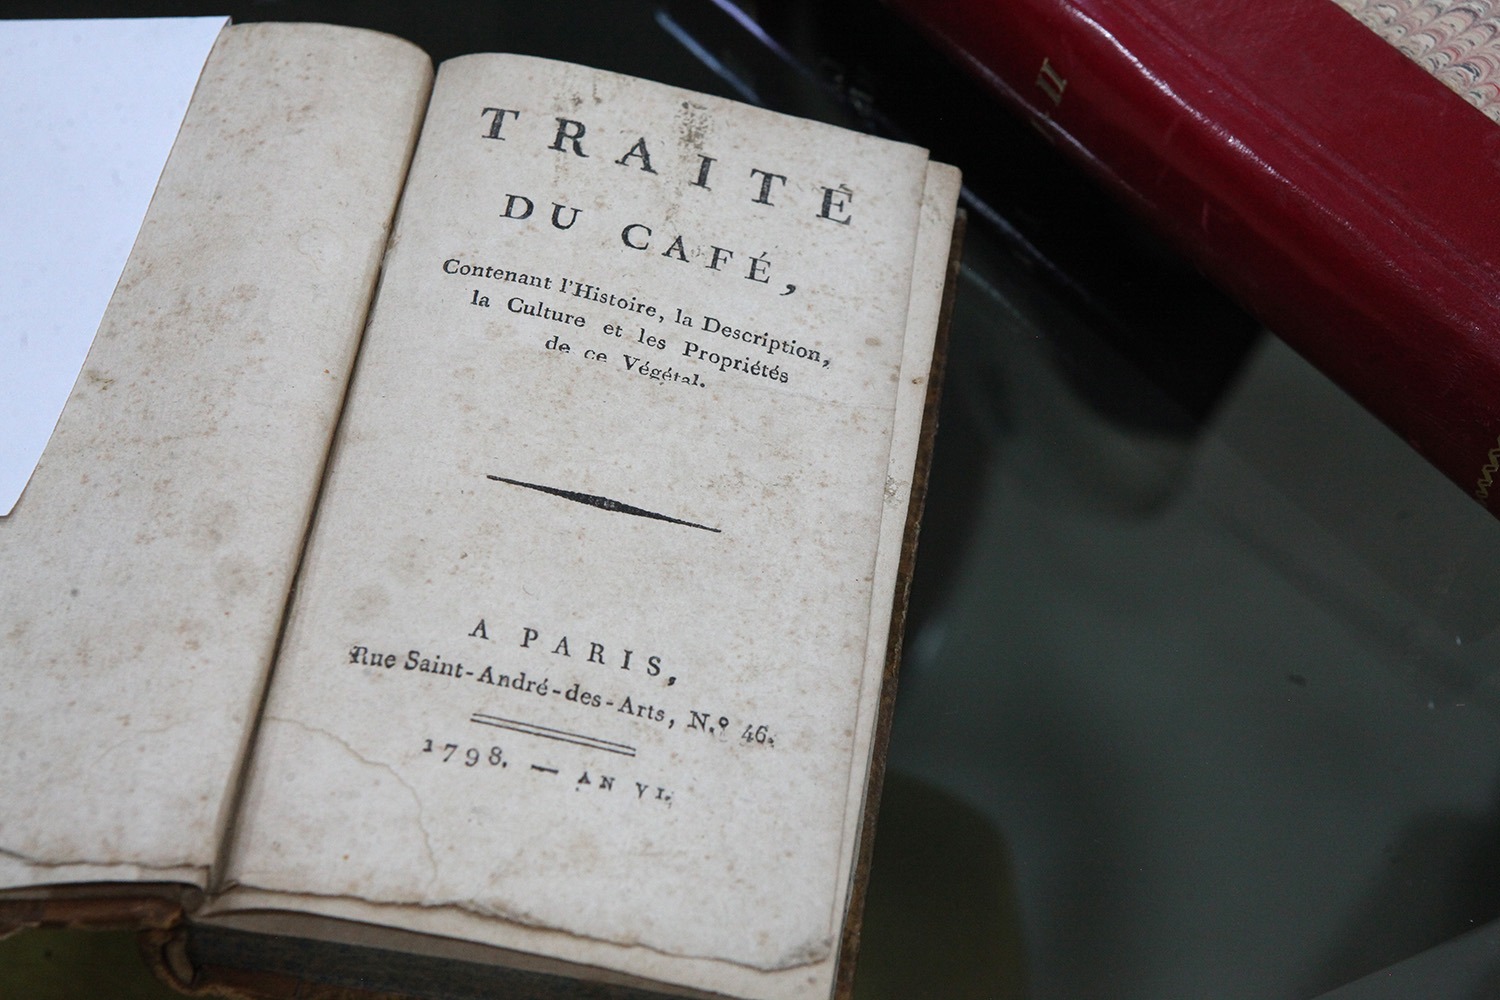 TRAITÉ
DU CAFÉ,
Contenant l'Histoire, la Description,
la Culture et les Propriétés
de ce Végétal.
A PARIS,
Rue Saint-André-des-Arts, N.º 46.
1798. — AN VI.
II